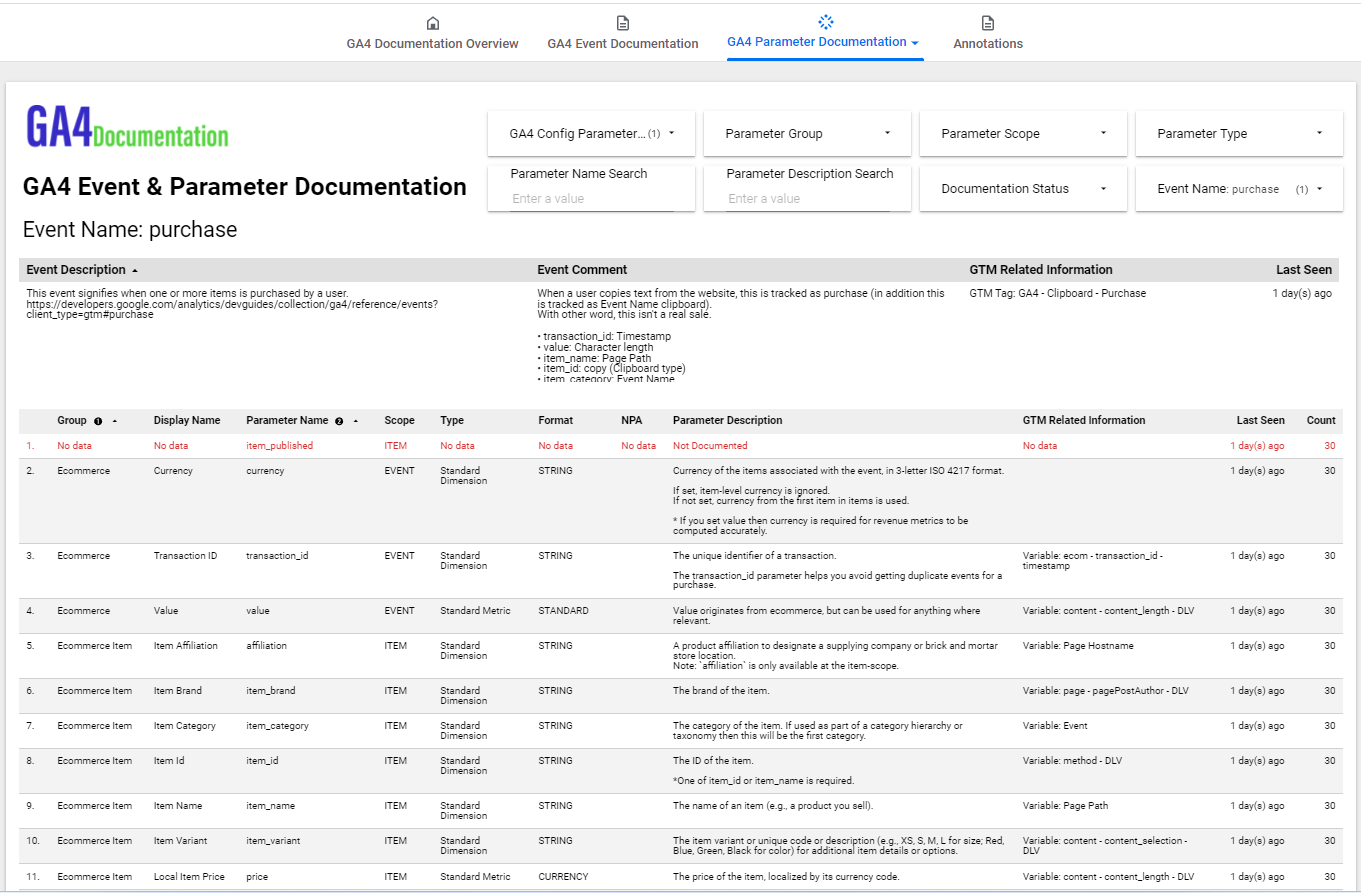 GA4 Documentation Overview
GA4 Event Documentation
GA4 Parameter Documentation
Annotations
GA4Documentation
GA4 Config Parameter... (1)
Parameter Group
Parameter Scope
Parameter Type
GA4 Event & Parameter Documentation
Parameter Name Search
Enter a value
Parameter Description Search
Enter a value
Documentation Status
Event Name: purchase (1)
Event Name: purchase
Event Description
Event Comment
GTM Related Information
Last Seen
This event signifies when one or more items is purchased by a user.
https://developers.google.com/analytics/devguides/collection/ga4/reference/events?
client_type=gtm#purchase
When a user copies text from the website, this is tracked as purchase (in addition this
is tracked as Event Name clipboard).
With other word, this isn't a real sale.
• transaction_id: Timestamp
• value: Character length
• item_name: Page Path
• item_id: copy (Clipboard type)
• item_category: Event Name
GTM Tag: GA4 - Clipboard - Purchase
1 day(s) ago
Group 1 Display Name Parameter Name 2 Scope Type Format NPA Parameter Description GTM Related Information Last Seen Count
1. No data No data item_published ITEM No data No data No data Not Documented No data 1 day(s) ago 30
2. Ecommerce Currency currency EVENT Standard
Dimension
STRING
Currency of the items associated with the event, in 3-letter ISO 4217 format.
If set, item-level currency is ignored.
If not set, currency from the first item in items is used.
* If you set value then currency is required for revenue metrics to
be computed accurately.
1 day(s) ago 30
3. Ecommerce Transaction ID transaction_id EVENT Standard
Dimension
STRING
The unique identifier of a transaction.
The transaction_id parameter helps you avoid getting duplicate events for a
purchase.
Variable: ecom - transaction_id -
timestamp
1 day(s) ago 30
4. Ecommerce Value value EVENT Standard Metric STANDARD
Value originates from ecommerce, but can be used for anything where
relevant.
Variable: content - content_length - DLV
1 day(s) ago 30
5. Ecommerce Item Item Affiliation affiliation ITEM Standard
Dimension
STRING
A product affiliation to designate a supplying company or brick and mortar
store location.
Note: `affiliation` is only available at the item-scope.
Variable: Page Hostname
1 day(s) ago 30
6. Ecommerce Item Item Brand item_brand ITEM Standard
Dimension
STRING
The brand of the item.
Variable: page - pagePostAuthor - DLV
1 day(s) ago 30
7. Ecommerce Item Item Category item_category ITEM Standard
Dimension
STRING
The category of the item. If used as part of a category hierarchy or
taxonomy then this will be the first category.
Variable: Event
1 day(s) ago 30
8. Ecommerce Item Item Id item_id ITEM Standard
Dimension
STRING
The ID of the item.
*One of item_id or item_name is required.
Variable: method - DLV
1 day(s) ago 30
9. Ecommerce Item Item Name item_name ITEM Standard
Dimension
STRING
The name of an item (e.g., a product you sell).
Variable: Page Path
1 day(s) ago 30
10. Ecommerce Item Item Variant item_variant ITEM Standard
Dimension
STRING
The item variant or unique code or description (e.g., XS, S, M, L for size; Red,
Blue, Green, Black for color) for additional item details or options.
Variable: content - content_selection -
DLV
1 day(s) ago 30
11. Ecommerce Item Local Item Price price ITEM Standard Metric CURRENCY The price of the item, localized by its currency code. Variable: content - content_length - DLV 1 day(s) ago 30